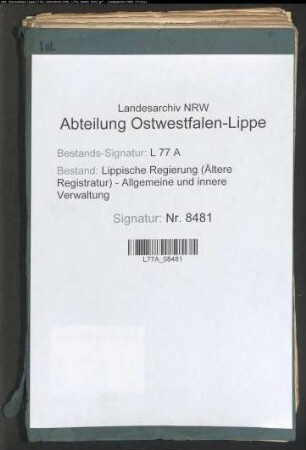 Landesarchiv NRW
Abteilung Ostwestfalen-Lippe
Bestands-Signatur: L 77 A
Bestand: Lippische Regierung (Ältere
Registratur) - Allgemeine und innere
Verwaltung
Signatur: Nr. 8481
L77A_08481